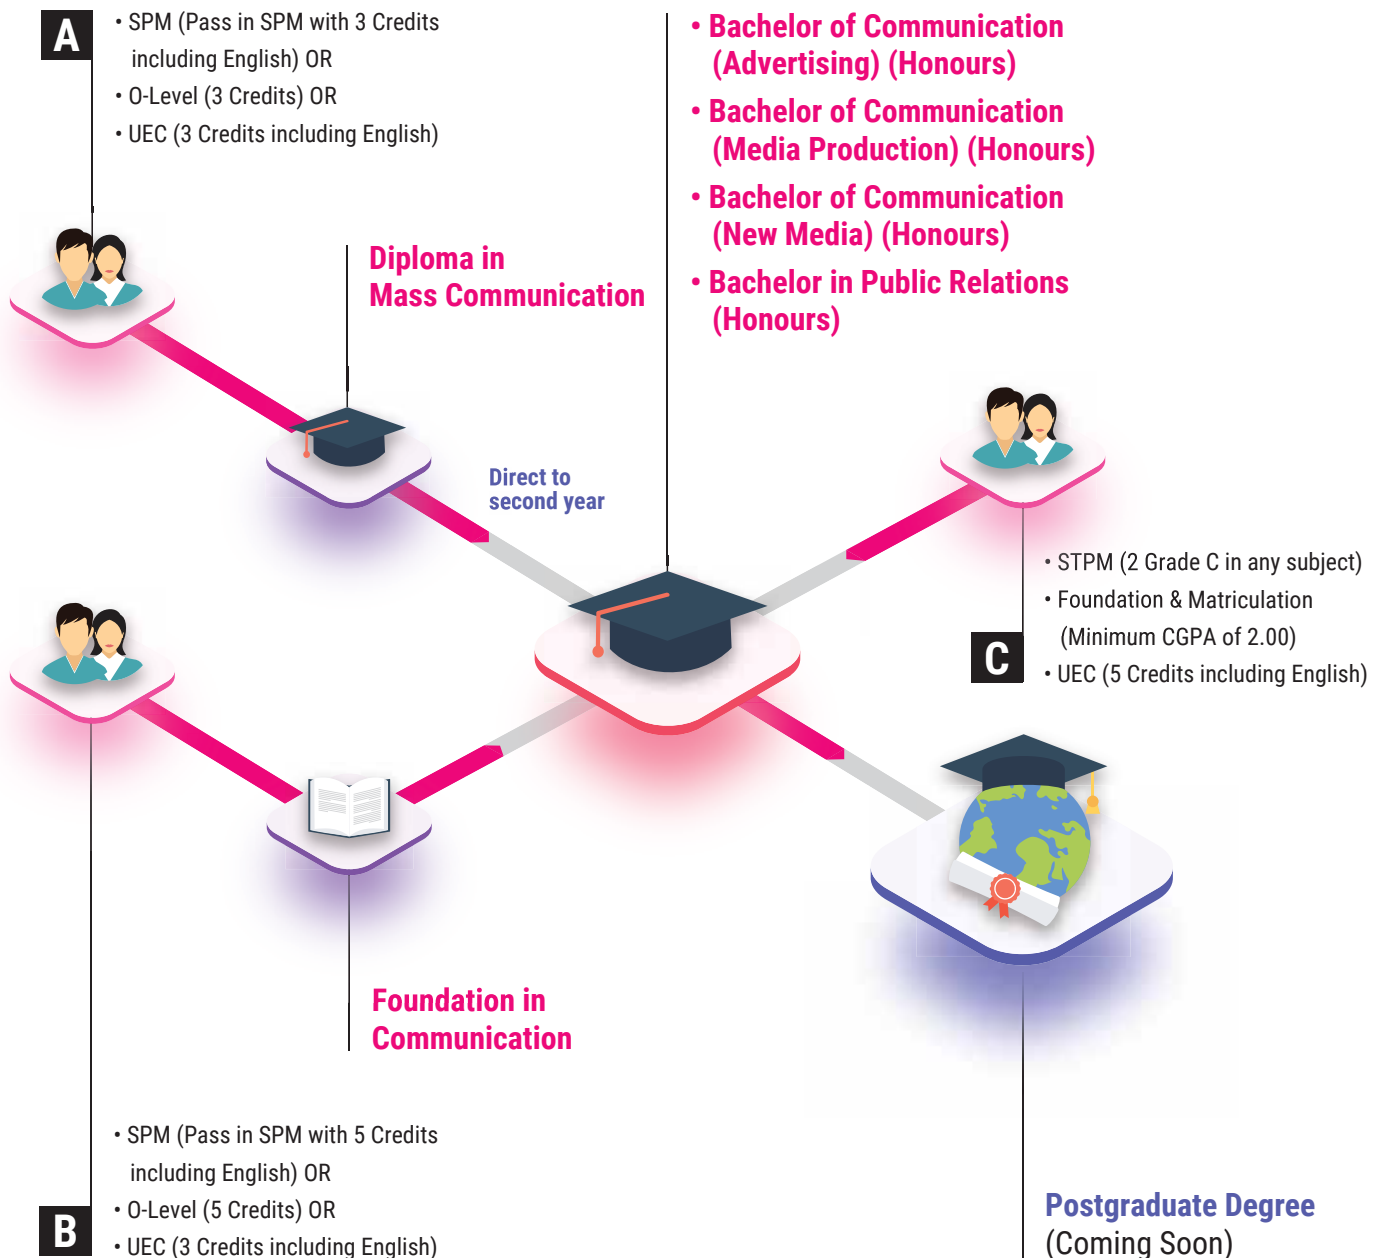 A
• SPM (Pass in SPM with 3 Credits
including English) OR
• O-Level (3 Credits) OR
• UEC (3 Credits including English)
• Bachelor of Communication
(Advertising) (Honours)
• Bachelor of Communication
(Media Production) (Honours)
• Bachelor of Communication
(New Media) (Honours)
• Bachelor in Public Relations
(Honours)
Diploma in
Mass Communication
Direct to
second year
C
• STPM (2 Grade C in any subject)
• Foundation & Matriculation
(Minimum CGPA of 2.00)
• UEC (5 Credits including English)
Foundation in
Communication
B
• SPM (Pass in SPM with 5 Credits
including English) OR
• O-Level (5 Credits) OR
• UEC (3 Credits including English)
Postgraduate Degree
(Coming Soon)